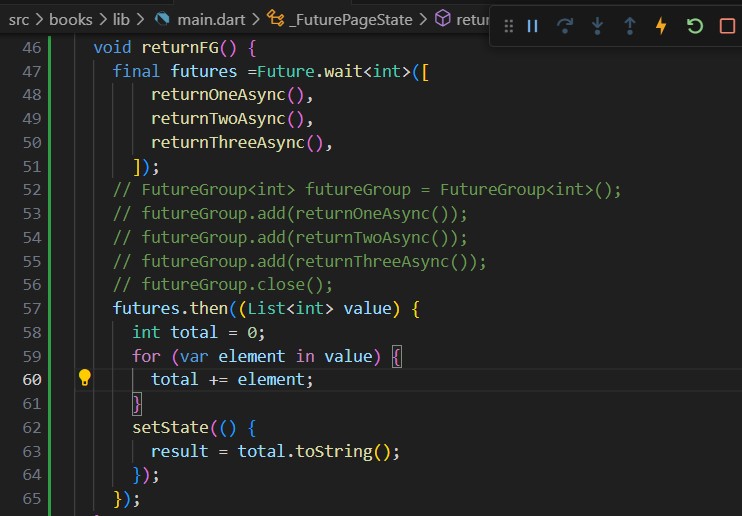 src > books > lib > main.dart > _FuturePageState > retur
46 void returnFG() {
47 final futures =Future.wait<int>([
48 returnOneAsync(),
49 returnTwoAsync(),
50 returnThreeAsync(),
51 ]);
52 // FutureGroup<int> futureGroup = FutureGroup<int>();
53 // futureGroup.add(returnOneAsync());
54 // futureGroup.add(returnTwoAsync());
55 // futureGroup.add(returnThreeAsync());
56 // futureGroup.close();
57 futures.then((List<int> value) {
58 int total = 0;
59 for (var element in value) {
60 total += element;
61 }
62 setState(() {
63 result = total.toString();
64 });
65 });